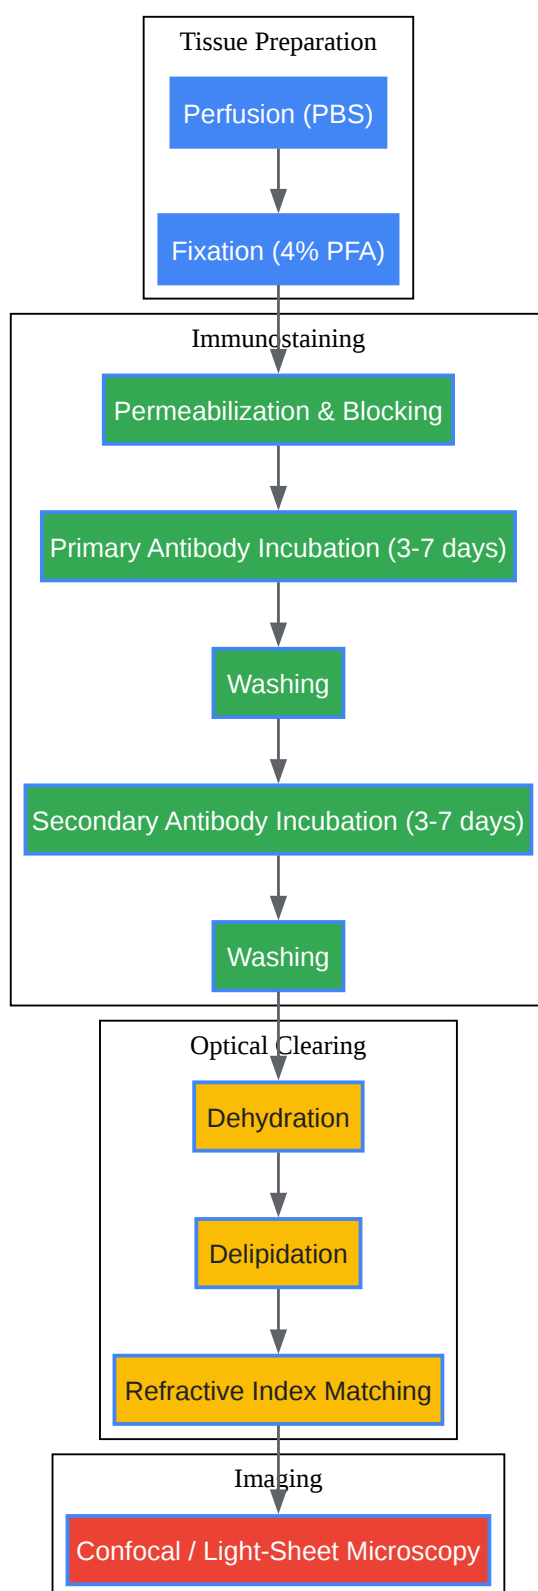 Tissue Preparation
Perfusion (PBS)
Fixation (4% PFA)
Immunostaining
Permeabilization & Blocking
Primary Antibody Incubation (3-7 days)
Washing
Secondary Antibody Incubation (3-7 days)
Washing
Optical Clearing
Dehydration
Delipidation
Refractive Index Matching
Imaging
Confocal / Light-Sheet Microscopy